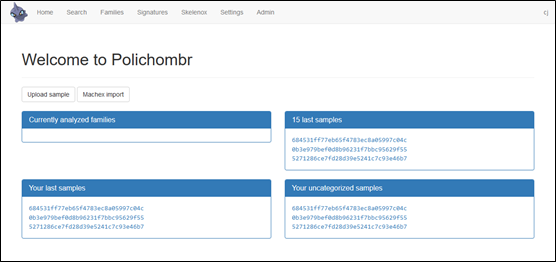 Home Search Families Signatures Skelenox Settings Admin cj
Welcome to Polichombr
Upload sample Machex import
Currently analyzed families
15 last samples
684531ff77eb65f4783ec8a05997c04c
0b3e979bef0d8b96231f7bbc95629f55
5271286ce7fd28d39e5241c7c93e46b7
Your last samples
684531ff77eb65f4783ec8a05997c04c
0b3e979bef0d8b96231f7bbc95629f55
5271286ce7fd28d39e5241c7c93e46b7
Your uncategorized samples
684531ff77eb65f4783ec8a05997c04c
0b3e979bef0d8b96231f7bbc95629f55
5271286ce7fd28d39e5241c7c93e46b7